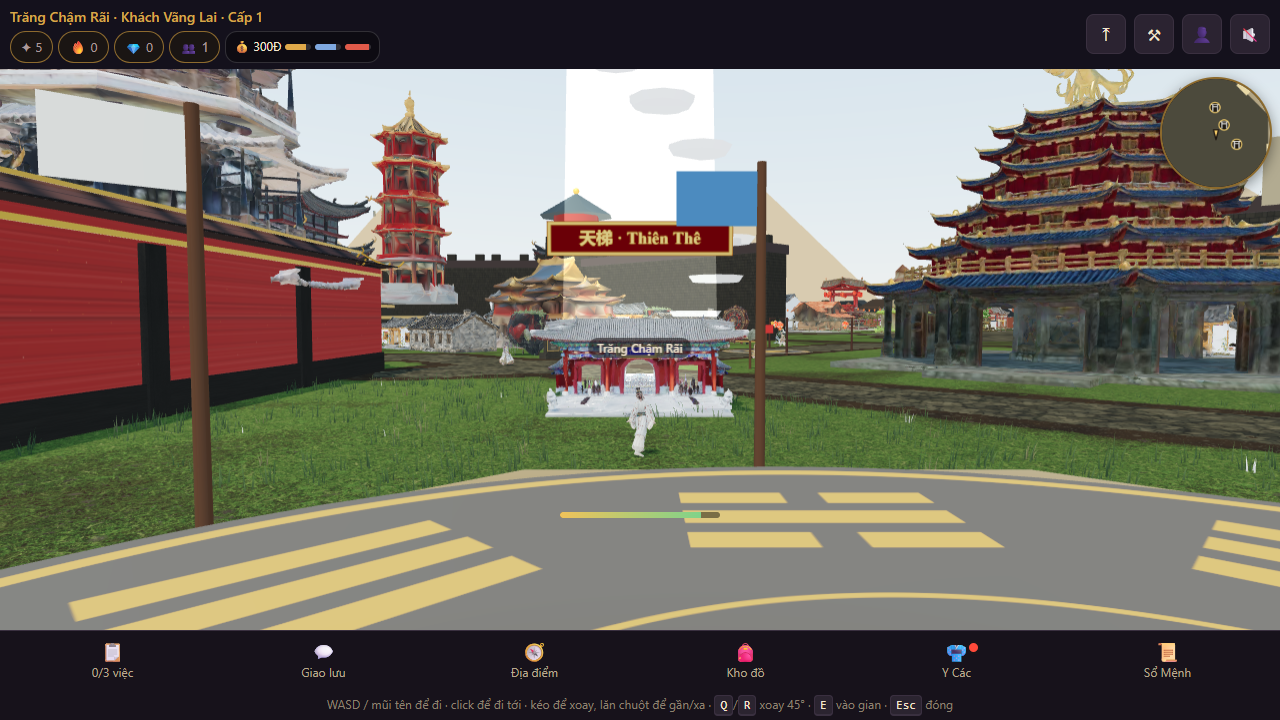 Trăng Chậm Rãi · Khách Vãng Lai · Cấp 1
5 0 0 1 300Đ
天梯 · Thiên Thê
Trăng Chậm Rãi
0/3 việc Giao lưu Địa điểm Kho đồ Y Các Sổ Mệnh
WASD / mũi tên để đi · click để đi tới · kéo để xoay, lăn chuột để gần/xa · Q / R xoay 45° · E vào gian · Esc đóng